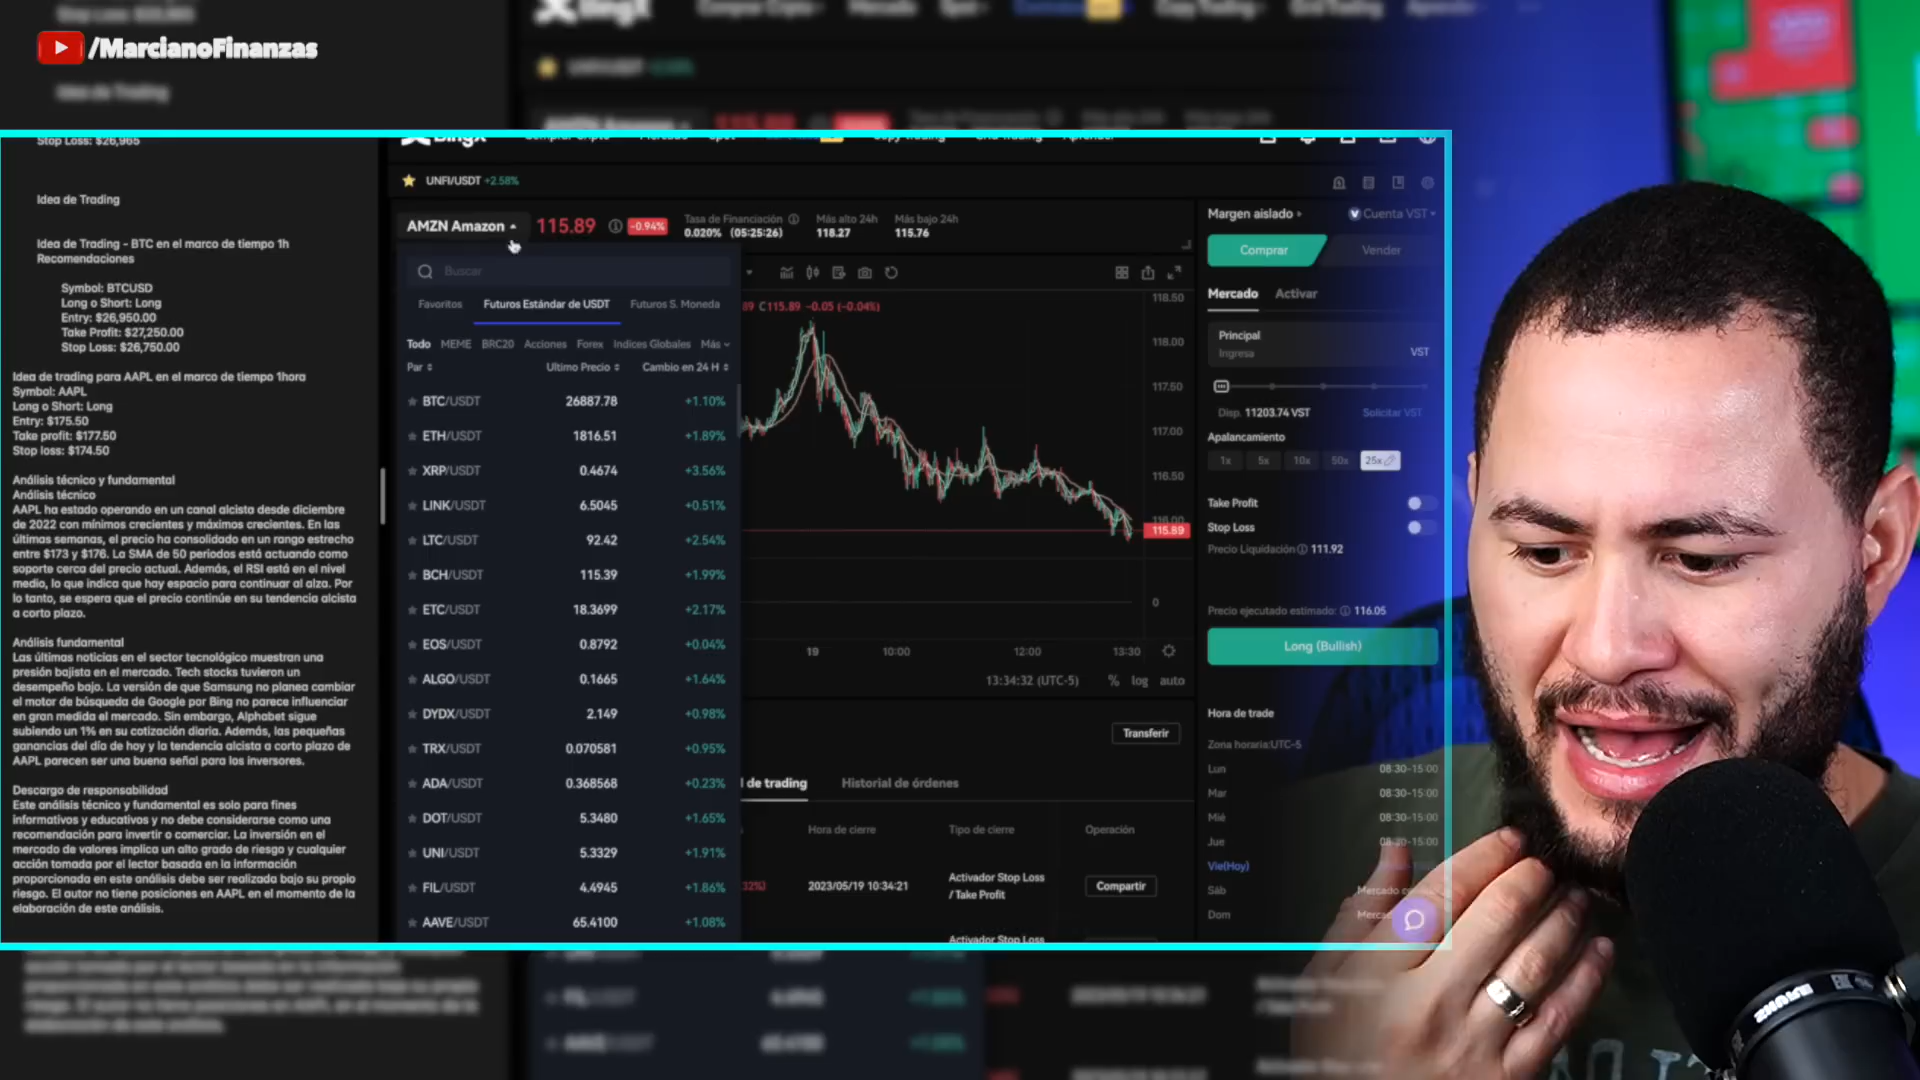 /MarcianoFinanzas
Idea de Trading
Stop Loss: $26,965
Idea de Trading
Idea de Trading - BTC en el marco de tiempo 1h
Recomendaciones
Symbol: BTCUSD
Long o Short: Long
Entry: $26,950.00
Take Profit: $27,250.00
Stop Loss: $26,750.00
Idea de trading para AAPL en el marco de tiempo 1hora
Symbol: AAPL
Long o Short: Long
Entry: $175.50
Take profit: $177.50
Stop loss: $174.50
Análisis técnico y fundamental
Análisis técnico
AAPL ha estado operando en un canal alcista desde diciembre
de 2022 con mínimos crecientes y máximos crecientes. En las
últimas semanas, el precio ha consolidado en un rango estrecho
entre $173 y $176. La SMA de 50 periodos está actuando como
soporte cerca del precio actual. Además, el RSI está en el nivel
medio, lo que indica que hay espacio para continuar al alza. Por
lo tanto, se espera que el precio continúe en su tendencia alcista
a corto plazo.
Análisis fundamental
Las últimas noticias en el sector tecnológico muestran una
presión bajista en el mercado. Tech stocks tuvieron un
desempeño bajo. La versión de que Samsung no planea cambiar
el motor de búsqueda de Google por Bing no parece influenciar
en gran medida el mercado. Sin embargo, Alphabet sigue
subiendo un 1% en su cotización diaria. Además, las pequeñas
ganancias del día de hoy y la tendencia alcista a corto plazo de
AAPL parecen ser una buena señal para los inversores.
Descargo de responsabilidad
Este análisis técnico y fundamental es solo para fines
informativos y educativos y no debe considerarse como una
recomendación para invertir o comerciar. La inversión en el
mercado de valores implica un alto grado de riesgo y cualquier
acción tomada por el lector basada en la información
proporcionada en este análisis debe ser realizada bajo su propio
riesgo. El autor no tiene posiciones en AAPL en el momento de la
elaboración de este análisis.
BingX
UNFI/USDT +2.58%
AMZN Amazon 115.89 -0.94%
Tasa de Financiación Más alto 24h Más bajo 24h
0.020% (05:25:26) 118.27 115.76
Buscar
Favoritos Futuros Estándar de USDT Futuros S. Moneda
Todo MEME BRC20 Acciones Forex Indices Globales Más
Par Ultimo Precio Cambio en 24 H
BTC/USDT 26887.78 +1.10%
ETH/USDT 1816.51 +1.89%
XRP/USDT 0.4674 +3.56%
LINK/USDT 6.5045 +0.51%
LTC/USDT 92.42 +2.54%
BCH/USDT 115.39 +1.99%
ETC/USDT 18.3699 +2.17%
EOS/USDT 0.8792 +0.04%
ALGO/USDT 0.1665 +1.64%
DYDX/USDT 2.149 +0.98%
TRX/USDT 0.070581 +0.95%
ADA/USDT 0.368568 +0.23%
DOT/USDT 5.3480 +1.65%
UNI/USDT 5.3329 +1.91%
FIL/USDT 4.4945 +1.86%
AAVE/USDT 65.4100 +1.08%
89 C115.89 -0.05 (-0.04%)
118.50
118.00
117.50
117.00
116.50
116.00
115.89
0
19 10:00 12:00 13:30
13:34:32 (UTC-5) % log auto
Transferir
l de trading Historial de órdenes
Hora de cierre Tipo de cierre Operación
32%) 2023/05/19 10:34:21 Activador Stop Loss
/ Take Profit
Compartir
Activador Stop Loss
Margen aislado Cuenta VST
Comprar Vender
Mercado Activar
Principal
Ingresa VST
Disp. 11203.74 VST Solicitar VST
Apalancamiento
1x 5x 10x 50x 25x
Take Profit
Stop Loss
Precio Liquidación 111.92
Precio ejecutado estimado: 116.05
Long (Bullish)
Hora de trade
Zona horaria:UTC-5
Lun 08:30-15:00
Mar 08:30-15:00
Mié 08:30-15:00
Jue 08:30-15:00
Vie(Hoy)
Sáb Mercado
Dom